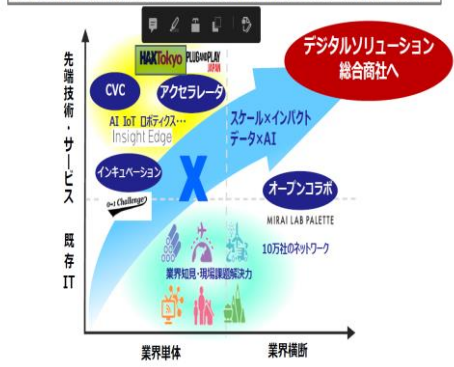 HAXTokyo
PLUGANDPLAY
JAPAN
デジタルソリューション
総合商社へ
CVC
アクセラレータ
AI IoT ロボティクス…
Insight Edge
スケール×インパクト
データ×AI
インキュベーション
X
0→1 Challenge
オープンコラボ
MIRAI LAB PALETTE
10万社のネットワーク
業界知見・現場課題解決力
先端技術・サービス
既存IT
業界単体
業界横断